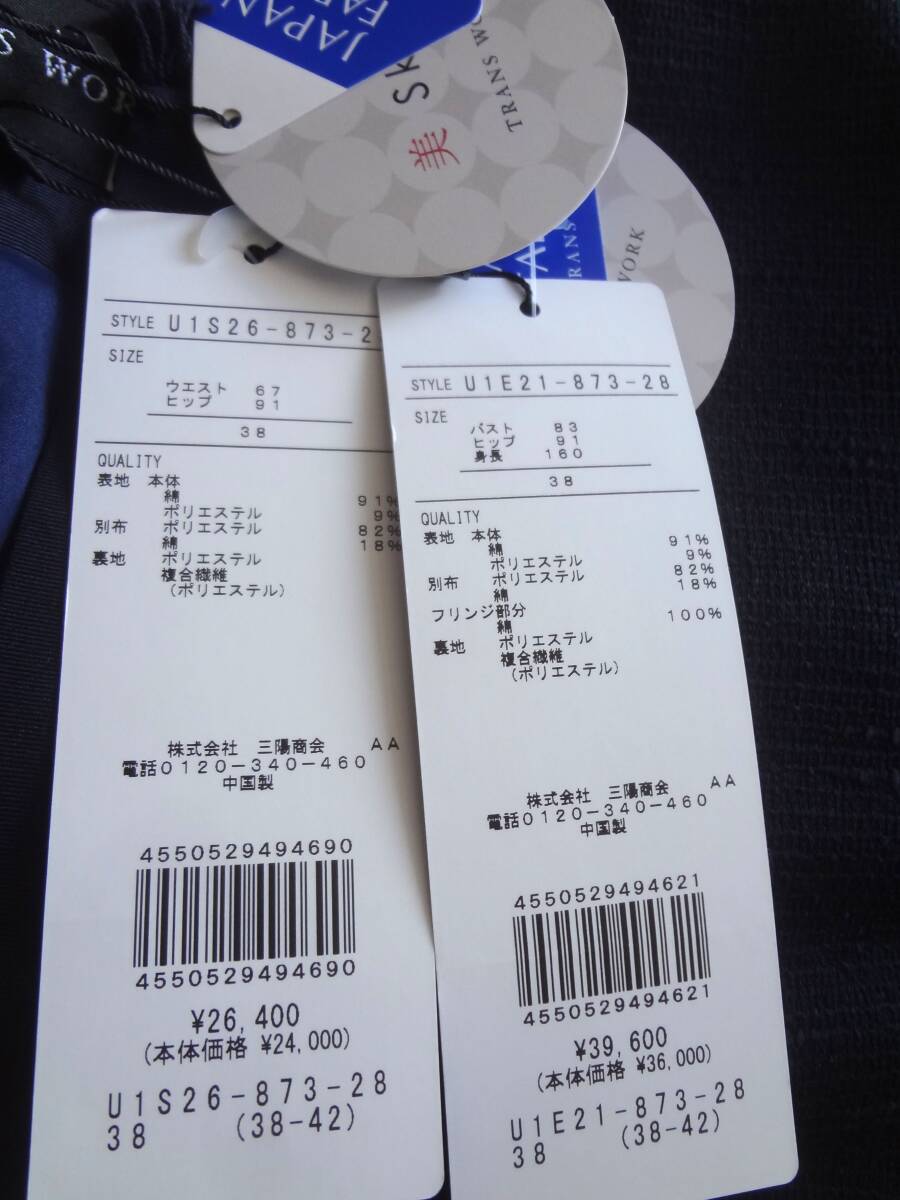 S WOR
JAPAN
FAB
Sk
美
TRANS WO
RANS
WORK
STYLE U1S26-873-2
SIZE
ウエスト 67
ヒップ 91
38
QUALITY
表地 本体
綿 91%
ポリエステル 9%
別布 ポリエステル 82%
綿 18%
裏地 ポリエステル
複合繊維
(ポリエステル)
株式会社 三陽商会 AA
電話0120-340-460
中国製
4550529494690
4550529494690
¥26,400
(本体価格 ¥24,000)
U1S26-873-28
38 (38-42)
STYLE U1E21-873-28
SIZE
バスト 83
ヒップ 91
身長 160
38
QUALITY
表地 本体
綿 91%
ポリエステル 9%
別布 ポリエステル 82%
綿 18%
フリンジ部分
綿 100%
裏地 ポリエステル
複合繊維
(ポリエステル)
株式会社 三陽商会 AA
電話0120-340-460
中国製
4550529494621
4550529494621
¥39,600
(本体価格 ¥36,000)
U1E21-873-28
38 (38-42)